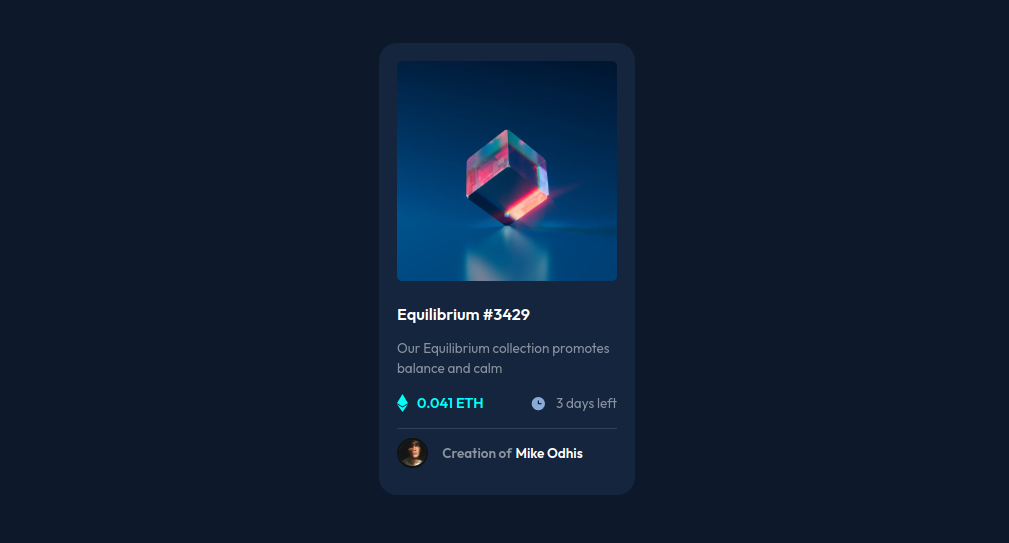 Equilibrium #3429
Our Equilibrium collection promotes
balance and calm
0.041 ETH 3 days left
Creation of Mike Odhis